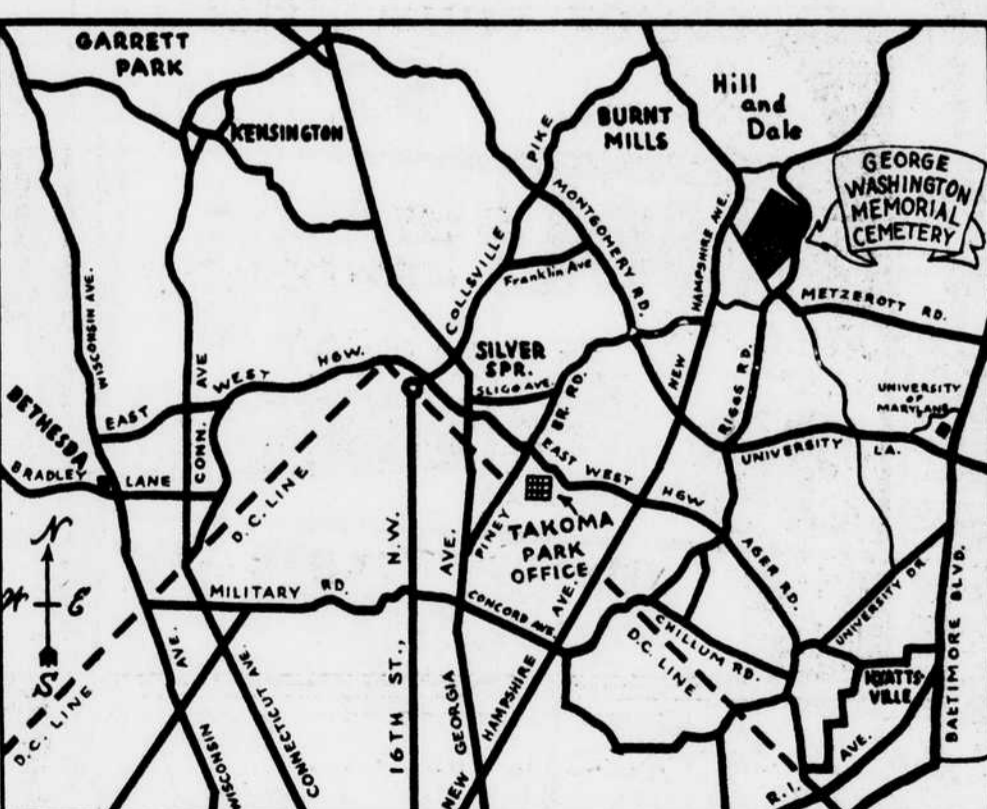 GARRETT
PARK
KENSINGTON
COLLSVILLE PIKE
BURNT
MILLS
Hill
and
Dale
GEORGE
WASHINGTON
MEMORIAL
CEMETERY
MONTGOMERY RD.
Franklin Ave
NEW HAMPSHIRE AVE.
METZEROTT RD.
WISCONSIN AVE.
CONN. AVE
EAST WEST HGW.
SILVER
SPR.
SLIGO AVE.
RIGGS RD.
UNIVERSITY
OF
MARYLAND
BETHESDA
BRADLEY LANE
D.C. LINE
PINEY BR. RD.
EAST WEST HGW
UNIVERSITY LA.
N
W E
S
TAKOMA
PARK
OFFICE
MILITARY RD.
16TH ST., N.W.
GEORGIA AVE.
CONCORD AVE.
AGER RD.
UNIVERSITY DR.
BALTIMORE BLVD.
CHILLUM RD.
D.C. LINE
HYATTS-
VILLE
D.C. LINE
WISCONSIN AVE.
CONNECTICUT AVE.
NEW HAMPSHIRE AVE.
R.I. AVE.